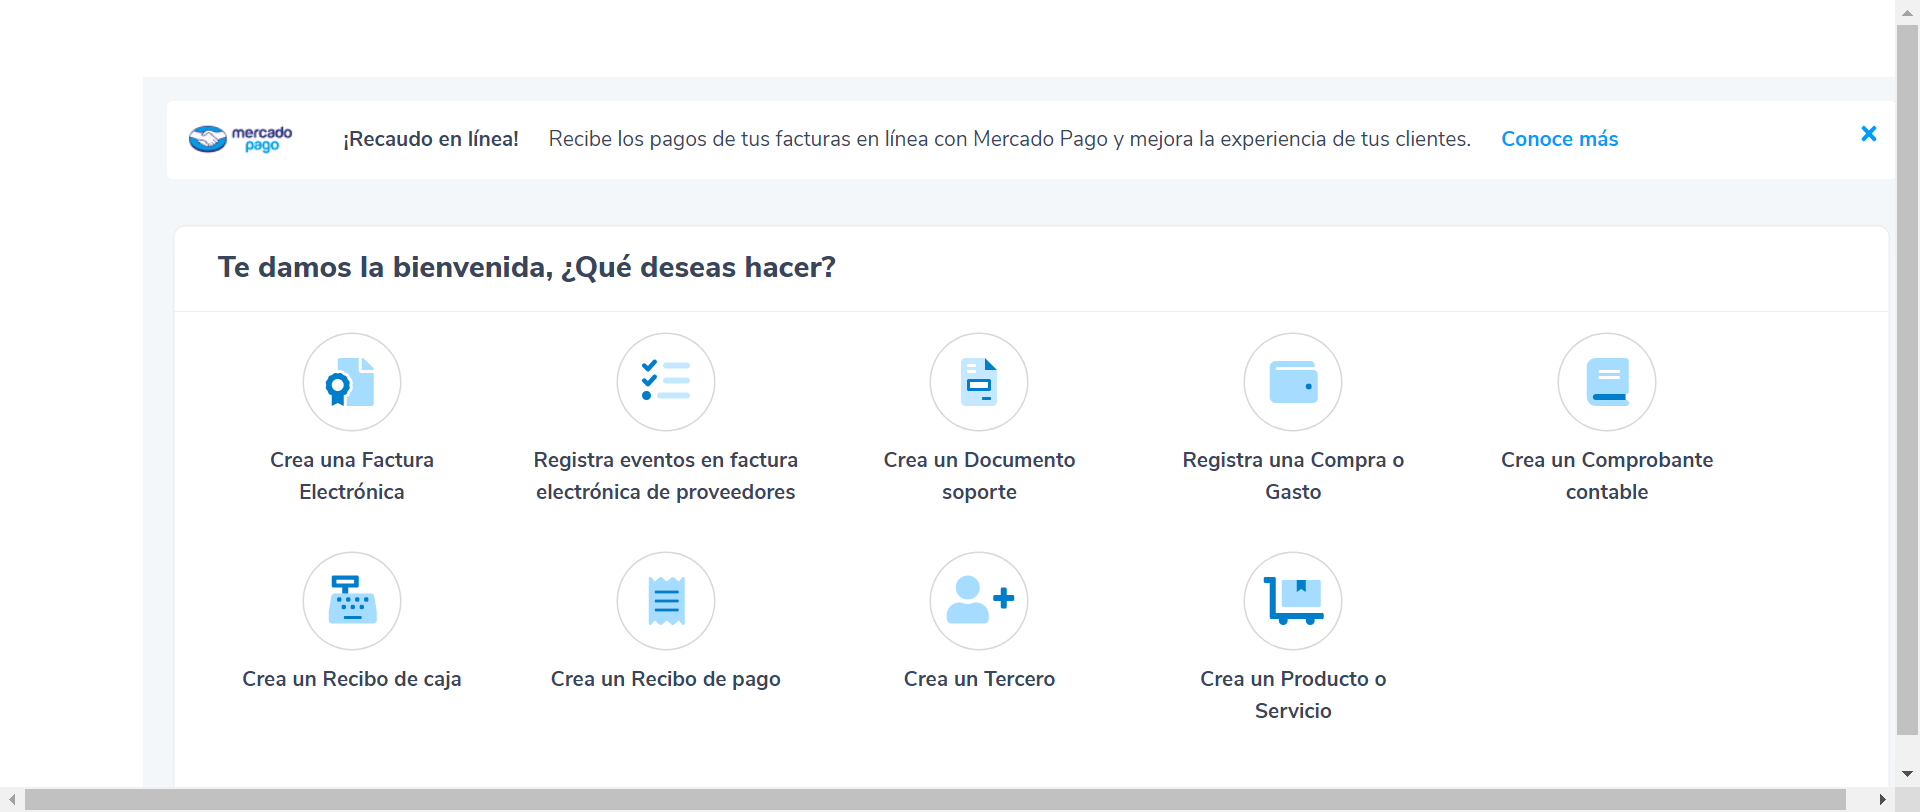 mercado
pago
¡Recaudo en línea! Recibe los pagos de tus facturas en línea con Mercado Pago y mejora la experiencia de tus clientes. Conoce más
Te damos la bienvenida, ¿Qué deseas hacer?
Crea una Factura
Electrónica
Registra eventos en factura
electrónica de proveedores
Crea un Documento
soporte
Registra una Compra o
Gasto
Crea un Comprobante
contable
Crea un Recibo de caja
Crea un Recibo de pago
Crea un Tercero
Crea un Producto o
Servicio